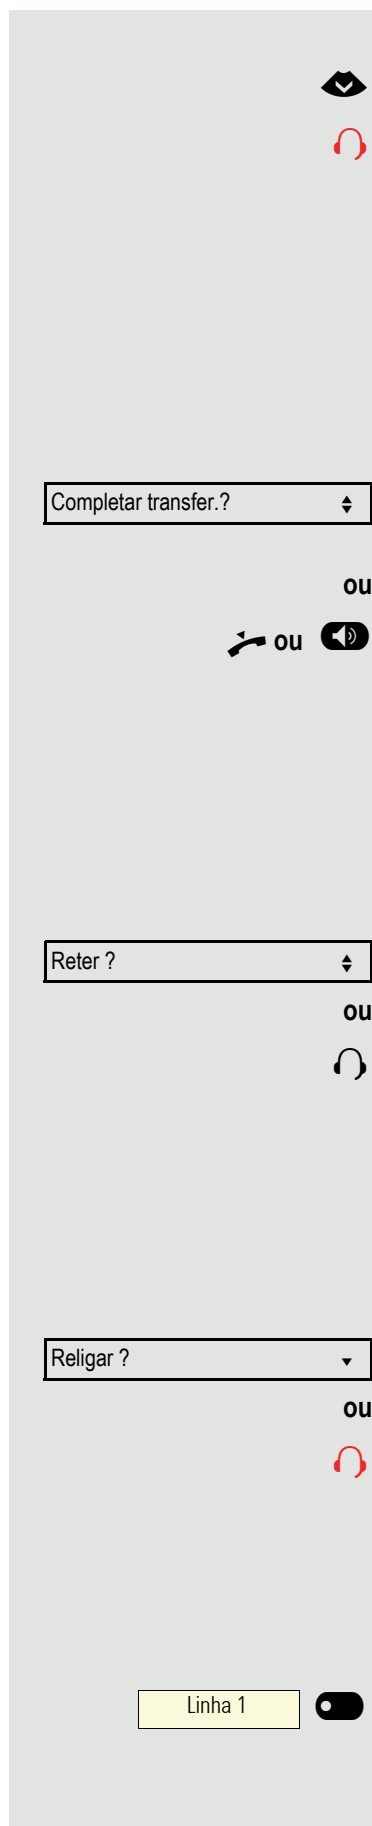 Completar transfer.?
ou
ou
Reter ?
ou
Religar ?
ou
Linha 1